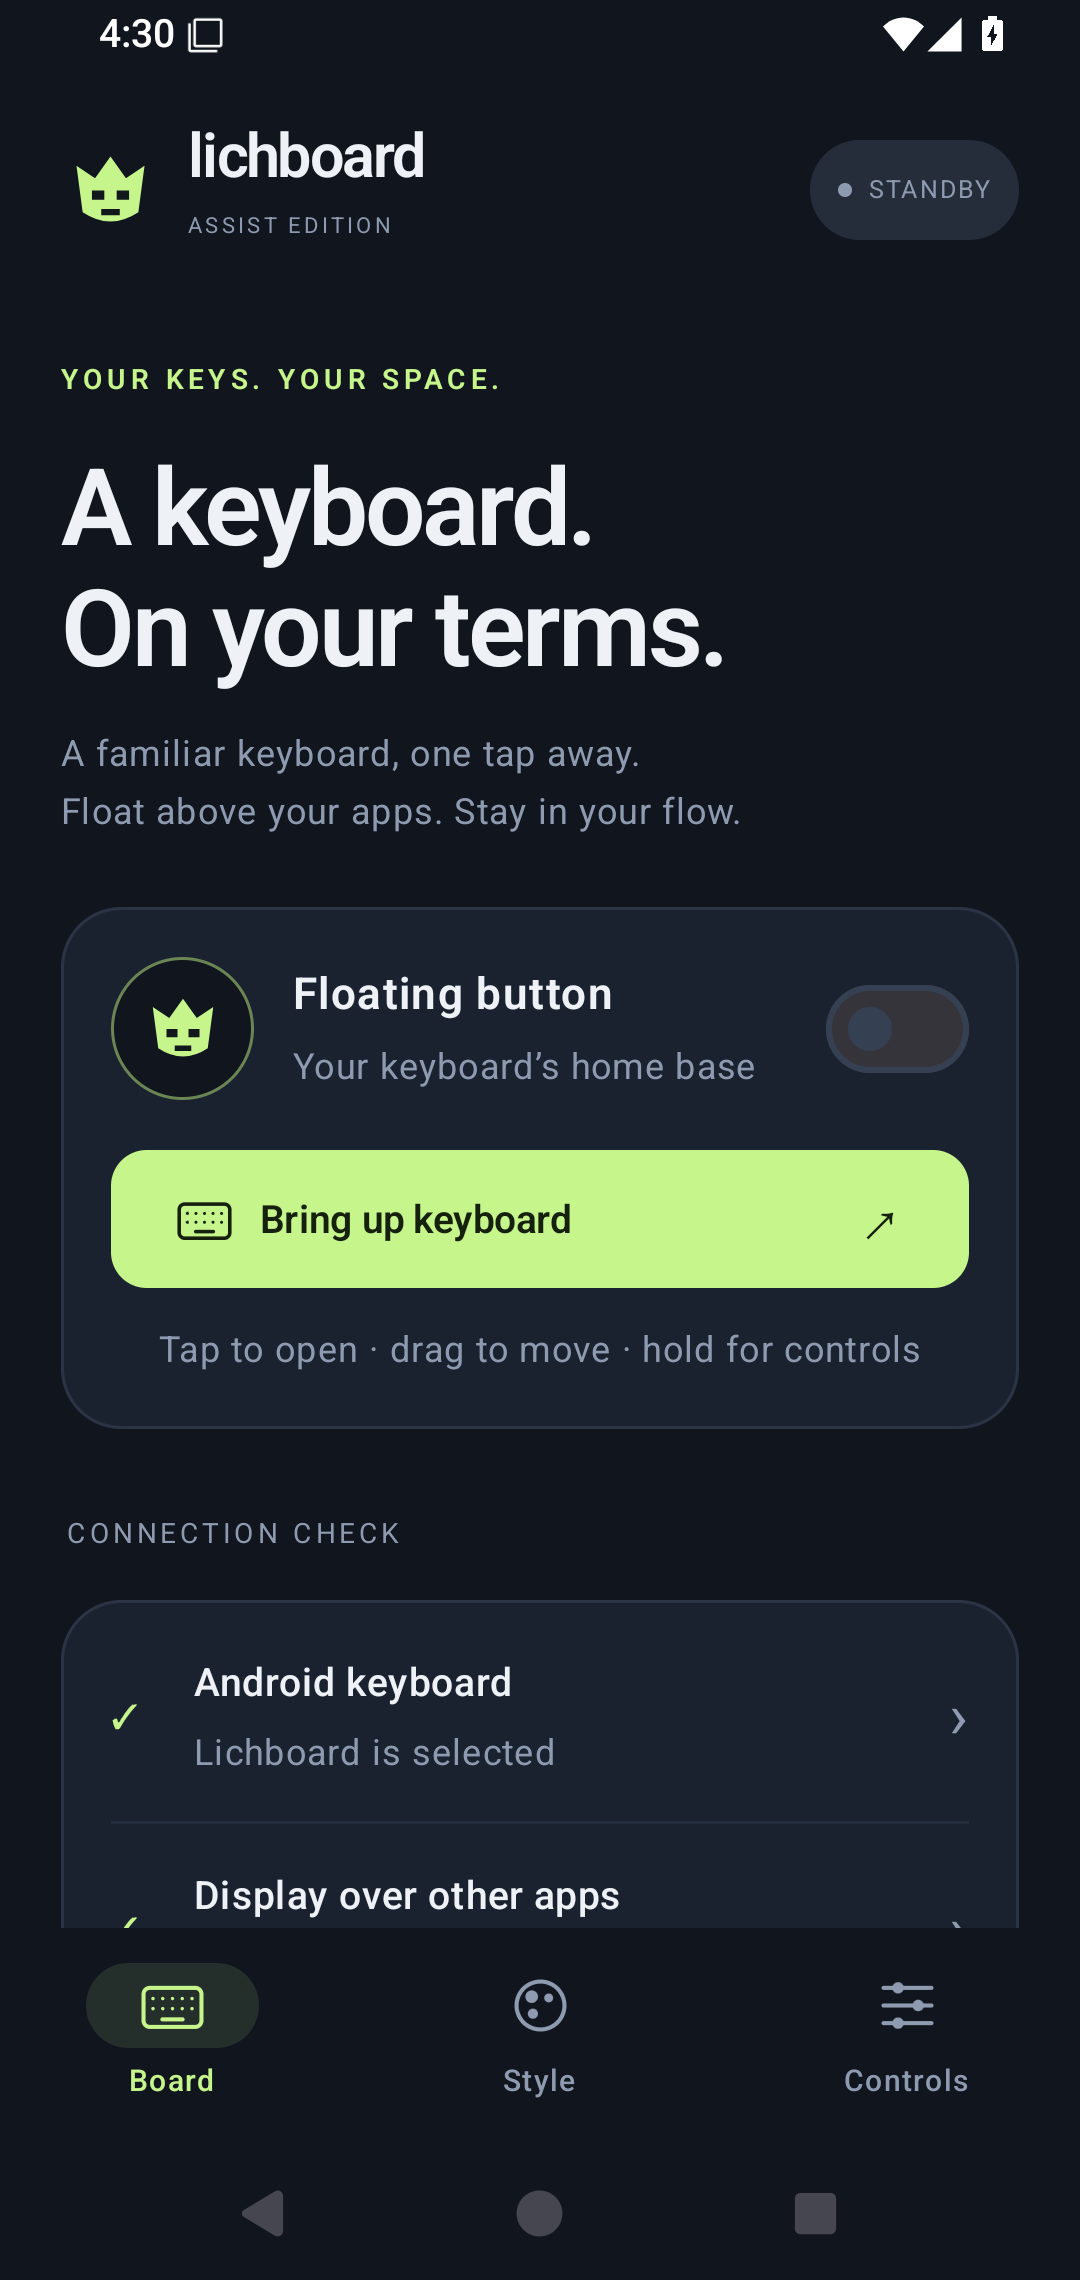 4:30
lichboard
ASSIST EDITION
STANDBY
YOUR KEYS. YOUR SPACE.
A keyboard.
On your terms.
A familiar keyboard, one tap away.
Float above your apps. Stay in your flow.
Floating button
Your keyboard’s home base
Bring up keyboard ↗
Tap to open · drag to move · hold for controls
CONNECTION CHECK
✓ Android keyboard ›
Lichboard is selected
Display over other apps
Board
Style
Controls